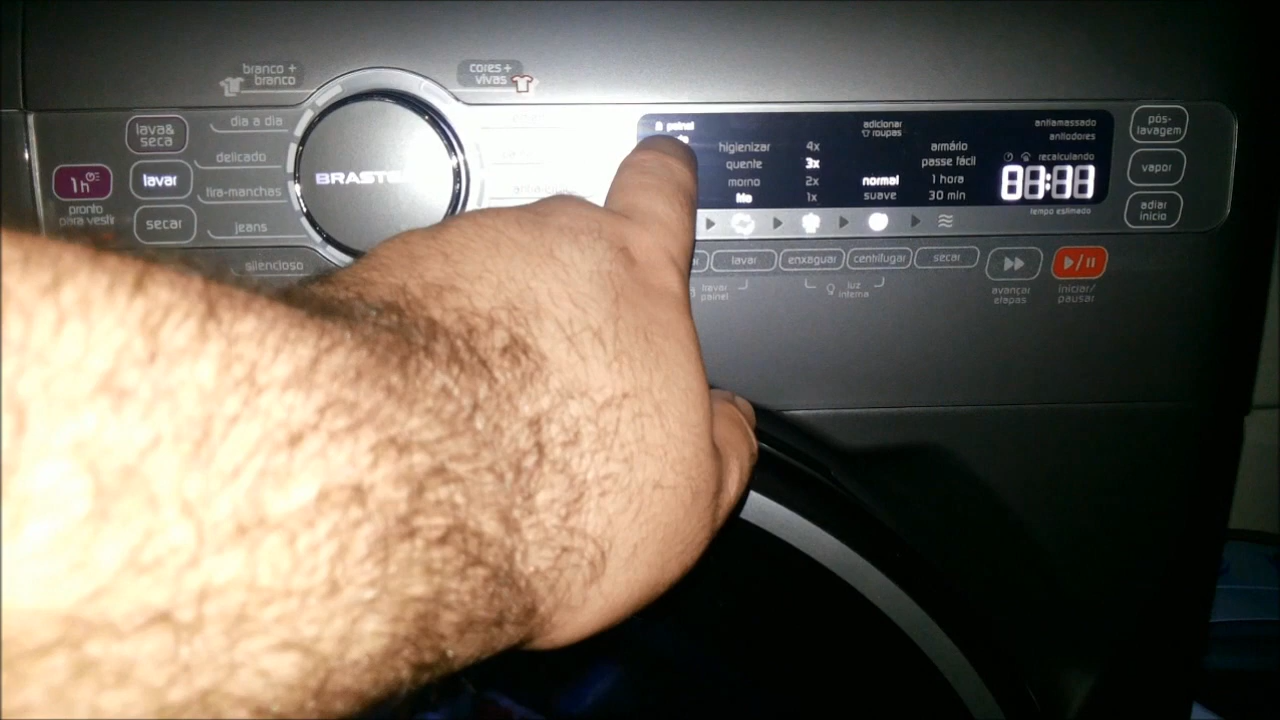 branco +
branco
cores +
vivas
lava&
seca
lavar
secar
1h
pronto
para vestir
dia a dia
delicado
tira-manchas
jeans
silencioso
painel
higienizar
quente
morno
frio
4x
3x
2x
1x
adicionar
roupas
normal
suave
armário
passe fácil
1 hora
30 min
antiamassado
antiodores
recalculando
tempo estimado
pós-
lavagem
vapor
adiar
início
lavar
enxaguar
centrifugar
secar
travar
painel
luz
interna
avançar
etapas
iniciar/
pausar